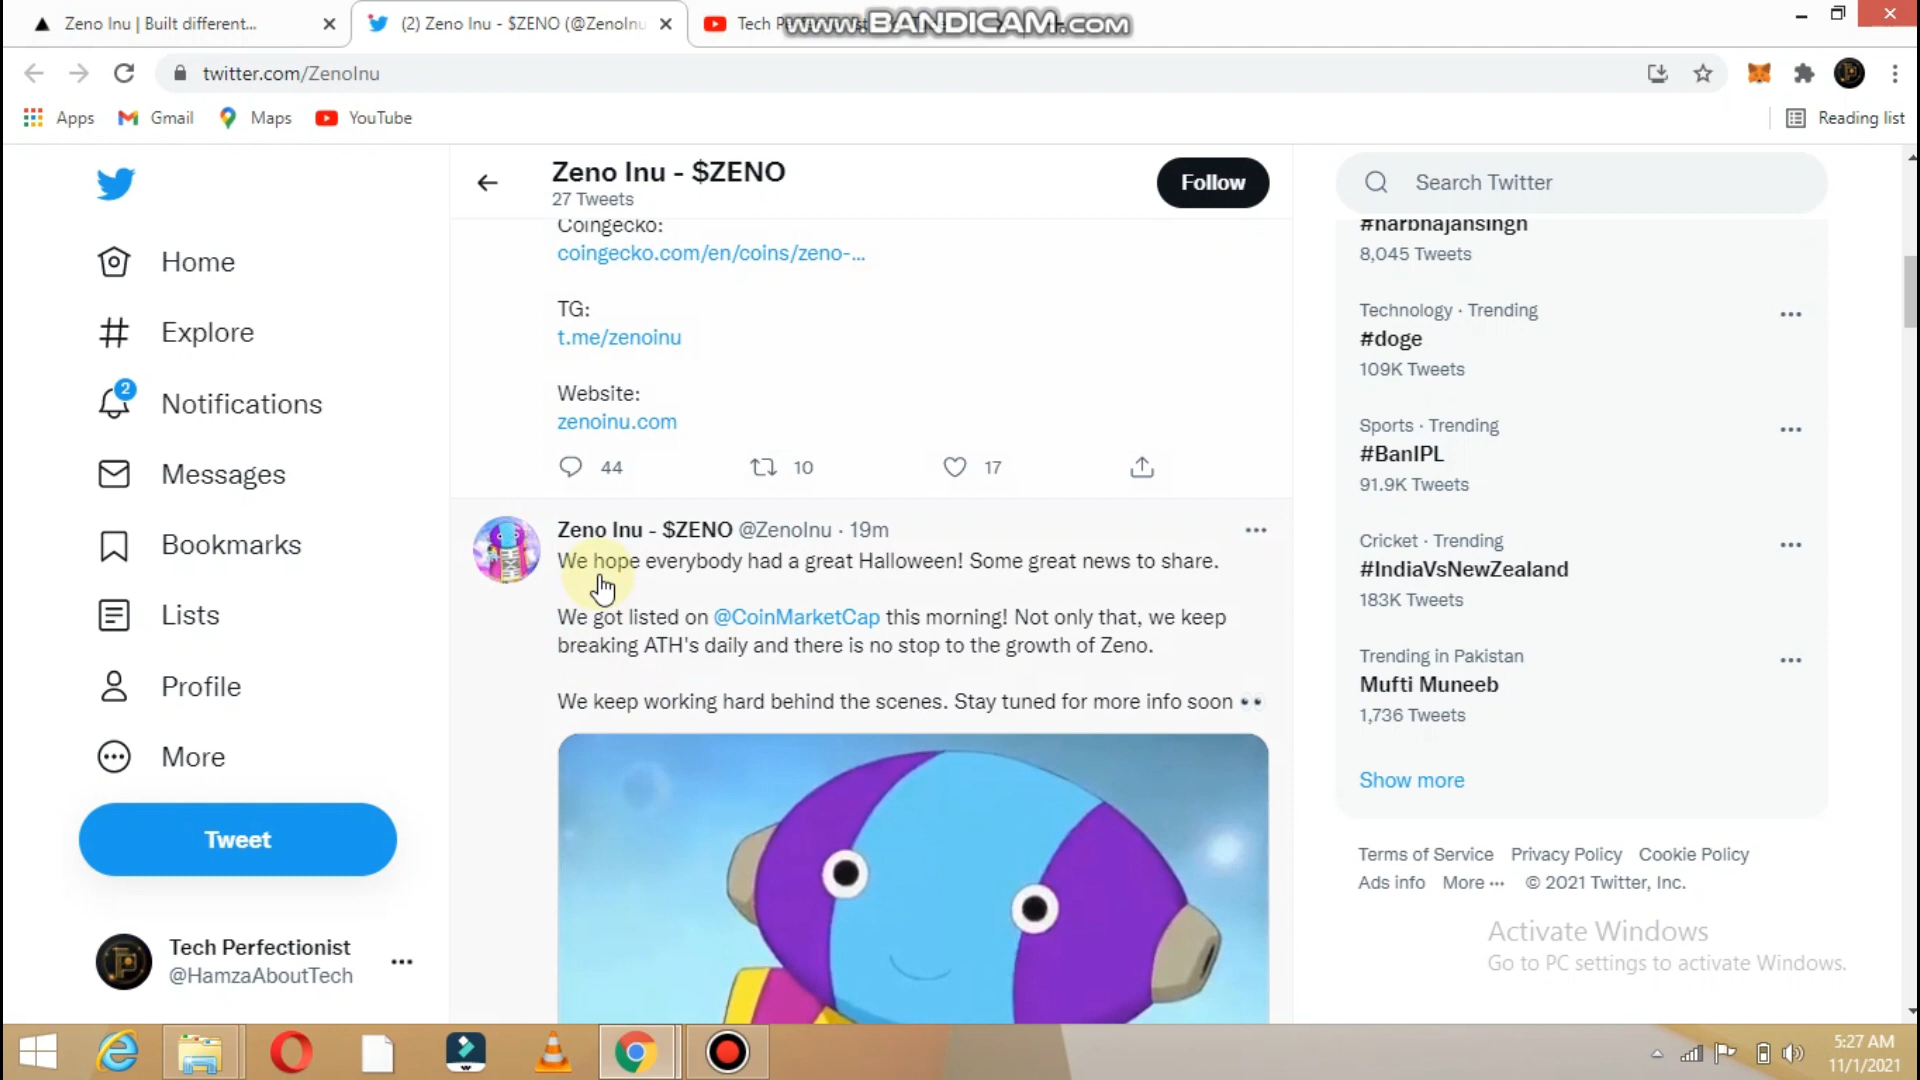 Zeno Inu | Built different...
(2) Zeno Inu - $ZENO (@ZenoInu
Tech P
www.BANDICAM.com
twitter.com/ZenoInu
Apps
Gmail
Maps
YouTube
Reading list
Home
Explore
2
Notifications
Messages
Bookmarks
Lists
Profile
More
Tweet
Tech Perfectionist
@HamzaAboutTech
Zeno Inu - $ZENO
27 Tweets
Follow
Coingecko:
coingecko.com/en/coins/zeno-...
TG:
t.me/zenoinu
Website:
zenoinu.com
44
10
17
Zeno Inu - $ZENO @ZenoInu · 19m
We hope everybody had a great Halloween! Some great news to share.
We got listed on @CoinMarketCap this morning! Not only that, we keep
breaking ATH's daily and there is no stop to the growth of Zeno.
We keep working hard behind the scenes. Stay tuned for more info soon 👀
Search Twitter
#harbhajansingh
8,045 Tweets
Technology · Trending
#doge
109K Tweets
Sports · Trending
#BanIPL
91.9K Tweets
Cricket · Trending
#IndiaVsNewZealand
183K Tweets
Trending in Pakistan
Mufti Muneeb
1,736 Tweets
Show more
Terms of Service Privacy Policy Cookie Policy
Ads info More ··· © 2021 Twitter, Inc.
Activate Windows
Go to PC settings to activate Windows.
5:27 AM
11/1/2021